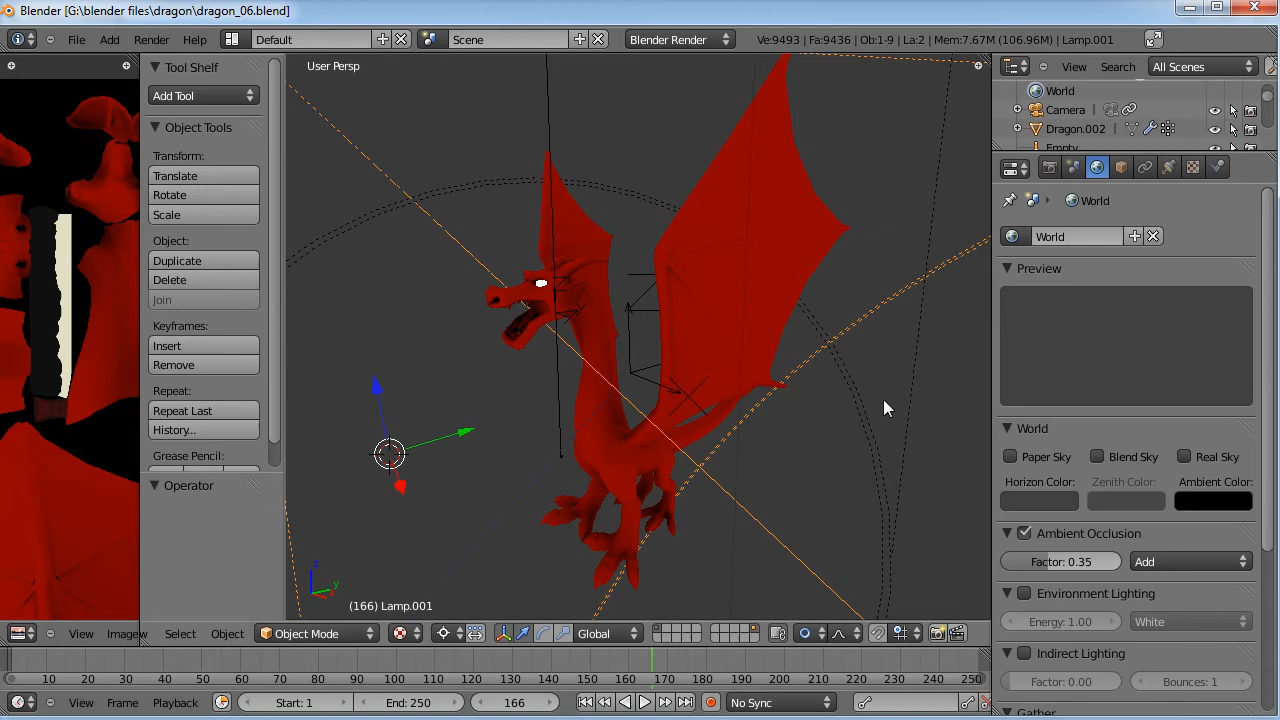 Blender [G:\blender files\dragon\dragon_06.blend]
File Add Render Help Default Scene Blender Render Ve:9493 | Fa:9436 | Ob:1-9 | La:2 | Mem:7.67M (106.96M) | Lamp.001
Tool Shelf
Add Tool
Object Tools
Transform:
Translate
Rotate
Scale
Object:
Duplicate
Delete
Join
Keyframes:
Insert
Remove
Repeat:
Repeat Last
History...
Grease Pencil:
Operator
User Persp
z
y
(166) Lamp.001
View Search All Scenes
World
Camera
Dragon.002
Empty
World
World
Preview
World
Paper Sky Blend Sky Real Sky
Horizon Color: Zenith Color: Ambient Color:
Ambient Occlusion
Factor: 0.35 Add
Environment Lighting
Energy: 1.00 White
Indirect Lighting
Factor: 0.00 Bounces: 1
Gather
View Image Select Object Object Mode Global
10 20 30 40 50 60 70 80 90 100 110 120 130 140 150 160 170 180 190 200 210 220 230 240 250
View Frame Playback Start: 1 End: 250 166 No Sync